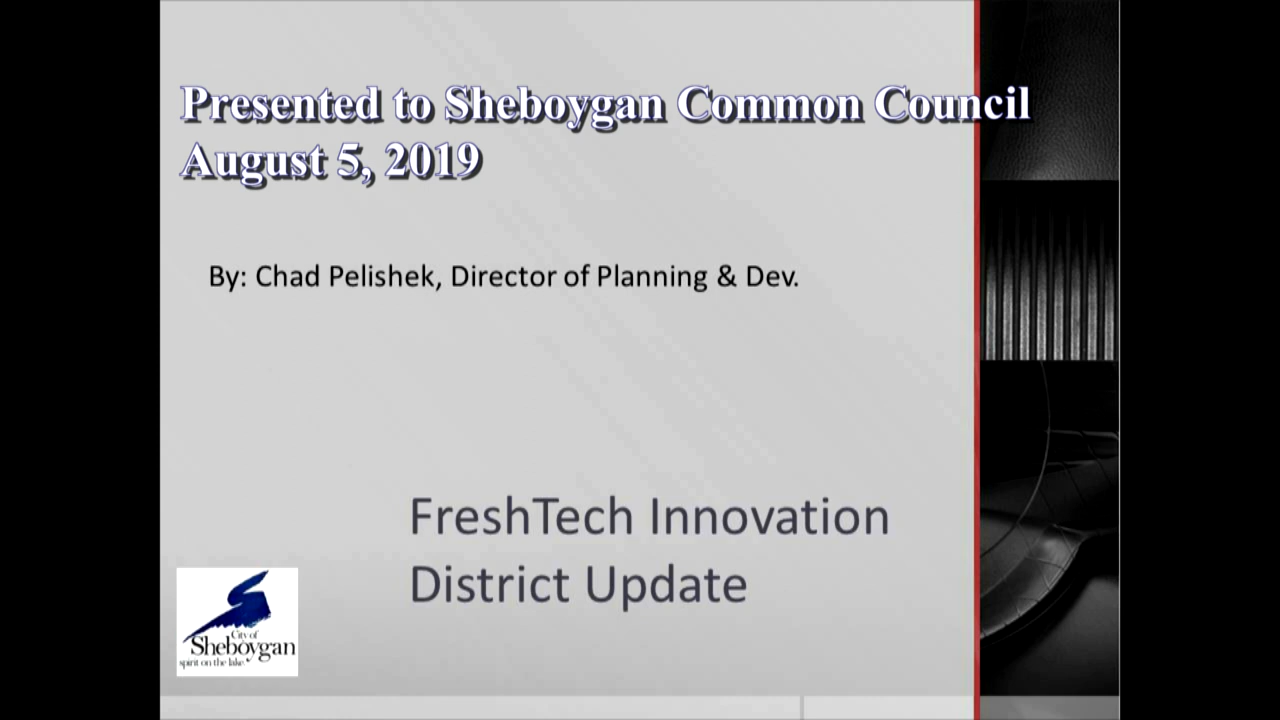 Presented to Sheboygan Common Council
August 5, 2019
By: Chad Pelishek, Director of Planning & Dev.
FreshTech Innovation
District Update
City of
Sheboygan
spirit on the lake